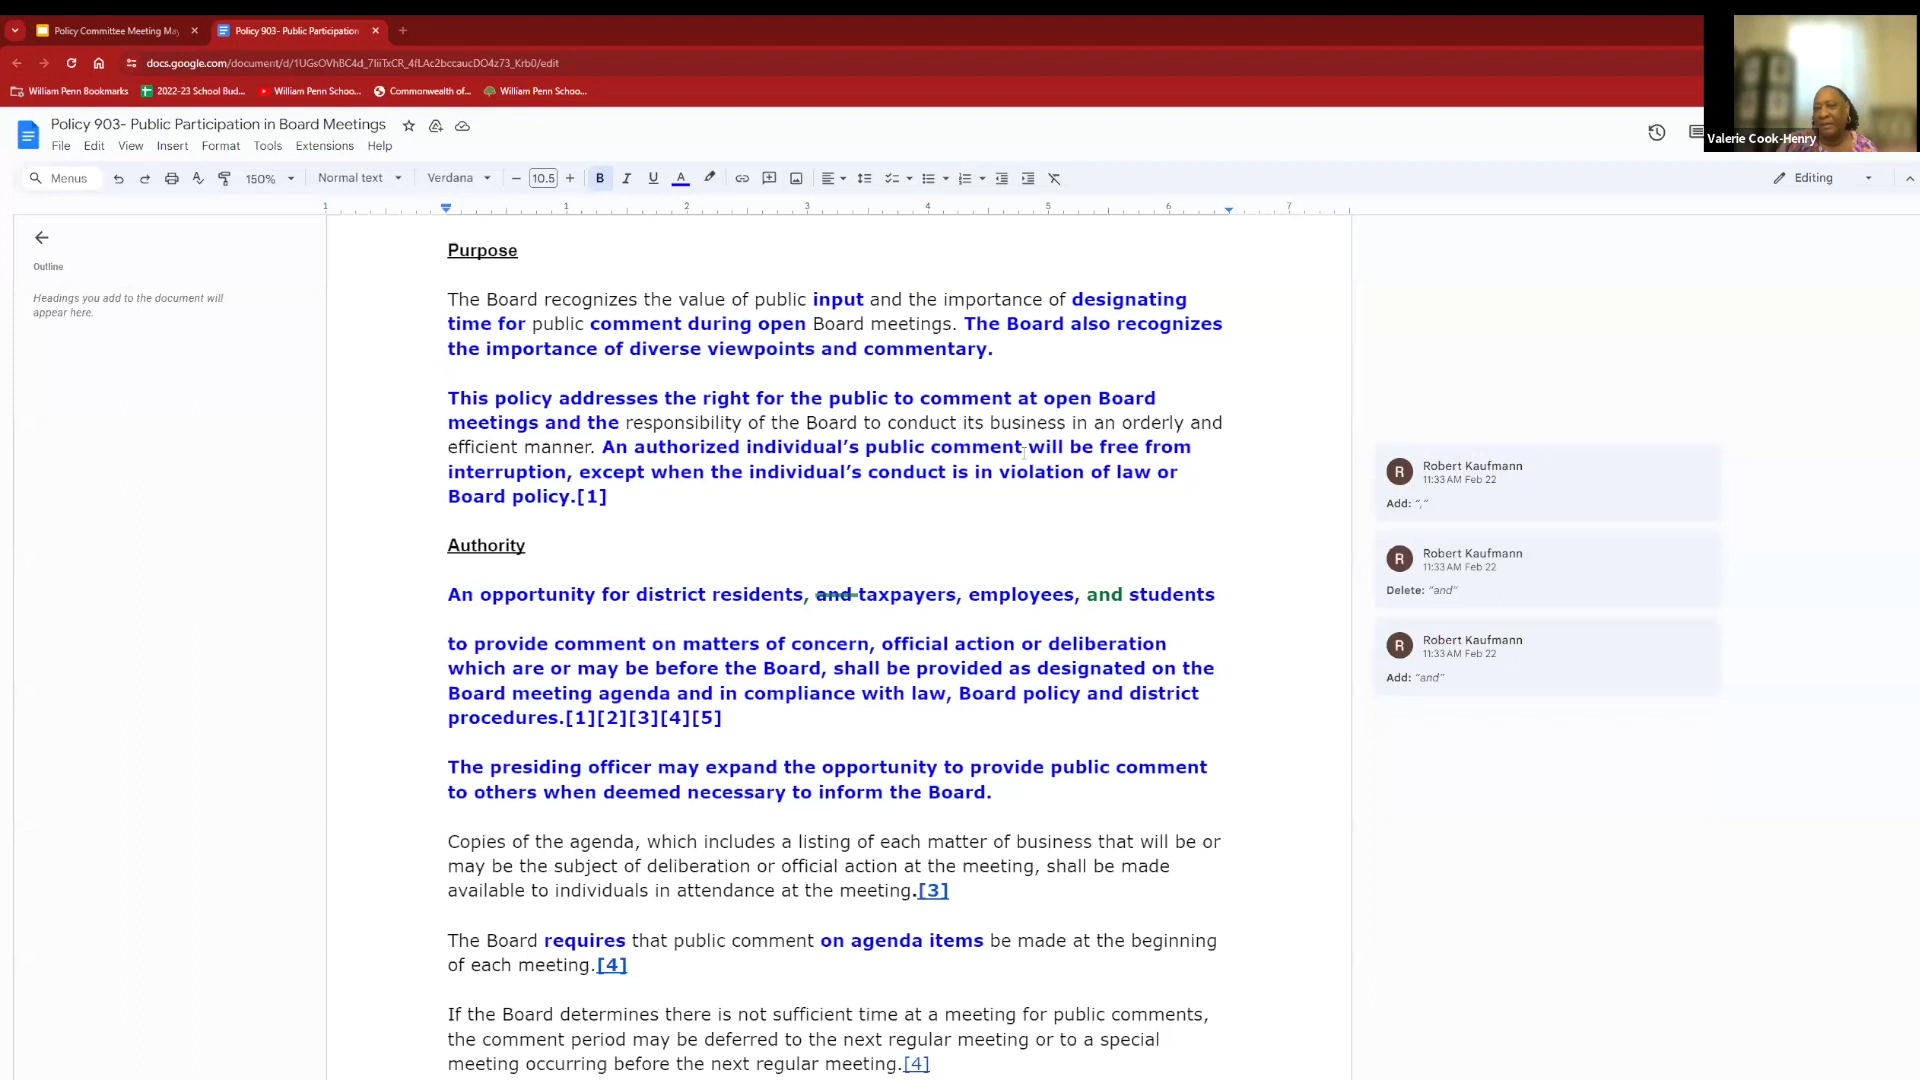 Policy Committee Meeting May
Policy 903- Public Participation
docs.google.com/document/d/1UGsOVhBC4d_7IiiTxCR_4fLAc2bccaucDO4z73_Krb0/edit
William Penn Bookmarks
2022-23 School Bud...
William Penn Schoo...
Commonwealth of...
William Penn Schoo...
Policy 903- Public Participation in Board Meetings
File Edit View Insert Format Tools Extensions Help
Menus
150%
Normal text
Verdana
10.5
B
I
U
A
Editing
Valerie Cook-Henry
1 1 2 3 4 5 6 7
Outline
Headings you add to the document will
appear here.
Purpose
The Board recognizes the value of public input and the importance of designating
time for public comment during open Board meetings. The Board also recognizes
the importance of diverse viewpoints and commentary.
This policy addresses the right for the public to comment at open Board
meetings and the responsibility of the Board to conduct its business in an orderly and
efficient manner. An authorized individual’s public comment will be free from
interruption, except when the individual’s conduct is in violation of law or
Board policy.[1]
Authority
An opportunity for district residents, and taxpayers, employees, and students
to provide comment on matters of concern, official action or deliberation
which are or may be before the Board, shall be provided as designated on the
Board meeting agenda and in compliance with law, Board policy and district
procedures.[1][2][3][4][5]
The presiding officer may expand the opportunity to provide public comment
to others when deemed necessary to inform the Board.
Copies of the agenda, which includes a listing of each matter of business that will be or
may be the subject of deliberation or official action at the meeting, shall be made
available to individuals in attendance at the meeting.[3]
The Board requires that public comment on agenda items be made at the beginning
of each meeting.[4]
If the Board determines there is not sufficient time at a meeting for public comments,
the comment period may be deferred to the next regular meeting or to a special
meeting occurring before the next regular meeting.[4]
R
Robert Kaufmann
11:33 AM Feb 22
Add: “,”
R
Robert Kaufmann
11:33 AM Feb 22
Delete: “and”
R
Robert Kaufmann
11:33 AM Feb 22
Add: “and”